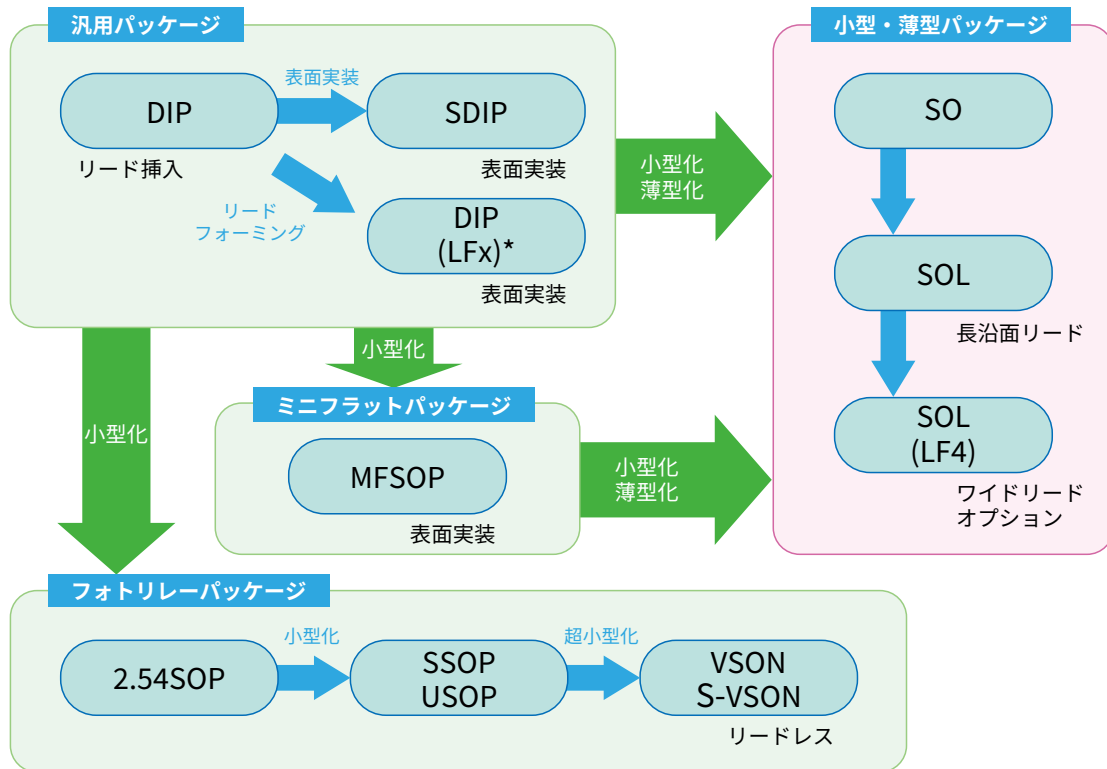 汎用パッケージ
DIP
リード挿入
表面実装
SDIP
表面実装
リード
フォーミング
DIP
(LFx)*
表面実装
小型化
薄型化
小型・薄型パッケージ
SO
SOL
長沿面リード
SOL
(LF4)
ワイドリード
オプション
小型化
小型化
ミニフラットパッケージ
MFSOP
表面実装
小型化
薄型化
フォトリレーパッケージ
2.54SOP
小型化
SSOP
USOP
超小型化
VSON
S-VSON
リードレス